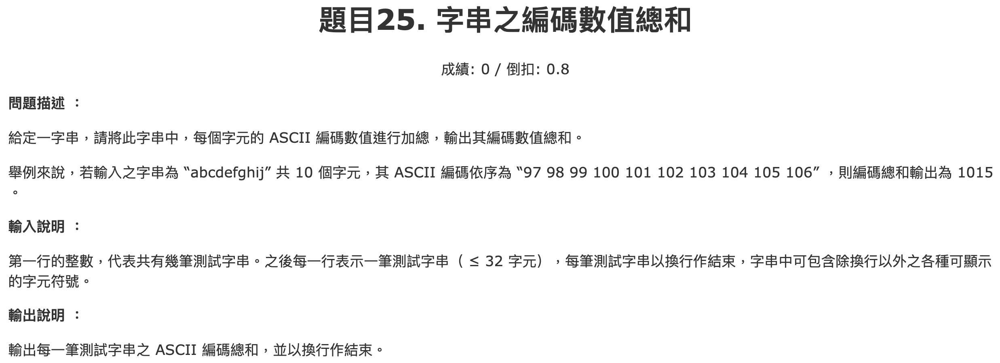 題目25. 字串之編碼數值總和
成績: 0 / 倒扣: 0.8
問題描述 ：
給定一字串，請將此字串中，每個字元的 ASCII 編碼數值進行加總，輸出其編碼數值總和。
舉例來說，若輸入之字串為 “abcdefghij” 共 10 個字元，其 ASCII 編碼依序為 “97 98 99 100 101 102 103 104 105 106” ，則編碼總和輸出為 1015
。
輸入說明 ：
第一行的整數，代表共有幾筆測試字串。之後每一行表示一筆測試字串（ ≤ 32 字元），每筆測試字串以換行作結束，字串中可包含除換行以外之各種可顯示
的字元符號。
輸出說明 ：
輸出每一筆測試字串之 ASCII 編碼總和，並以換行作結束。